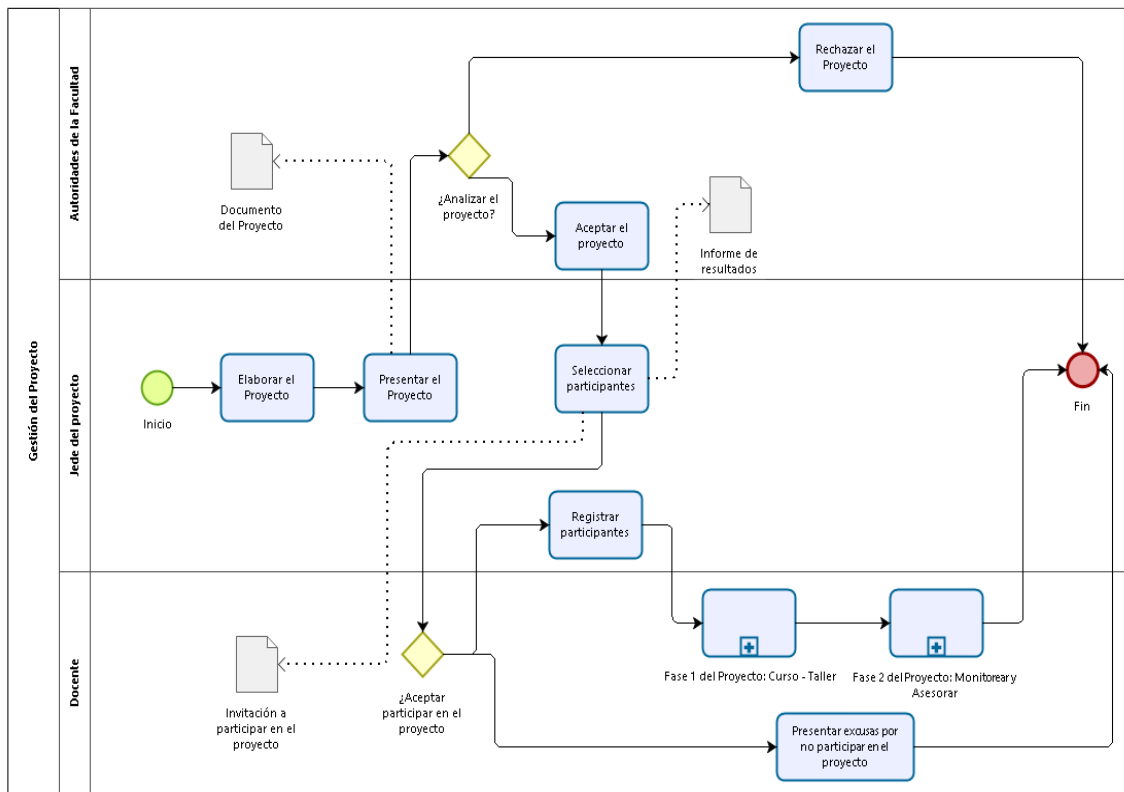 Gestión del Proyecto
Autoridades de la Facultad
Rechazar el
Proyecto
Documento
del Proyecto
¿Analizar el
proyecto?
Aceptar el
proyecto
Informe de
resultados
Jede del proyecto
Inicio
Elaborar el
Proyecto
Presentar el
Proyecto
Seleccionar
participantes
Fin
Registrar
participantes
Docente
Invitación a
participar en el
proyecto
¿Aceptar
participar en el
proyecto
Fase 1 del Proyecto: Curso - Taller
Fase 2 del Proyecto: Monitorear y
Asesorar
Presentar excusas por
no participar en el
proyecto